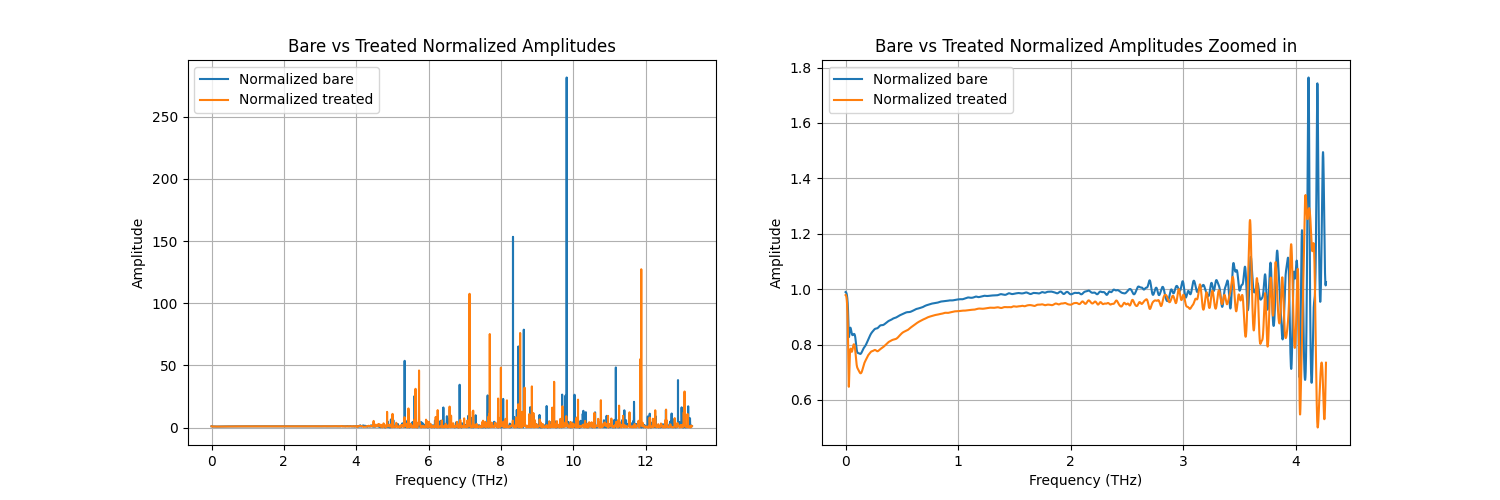 Bare vs Treated Normalized Amplitudes
Normalized bare
Normalized treated
250
200
150
100
50
0
Amplitude
0 2 4 6 8 10 12
Frequency (THz)
Bare vs Treated Normalized Amplitudes Zoomed in
Normalized bare
Normalized treated
1.8
1.6
1.4
1.2
1.0
0.8
0.6
Amplitude
0 1 2 3 4
Frequency (THz)